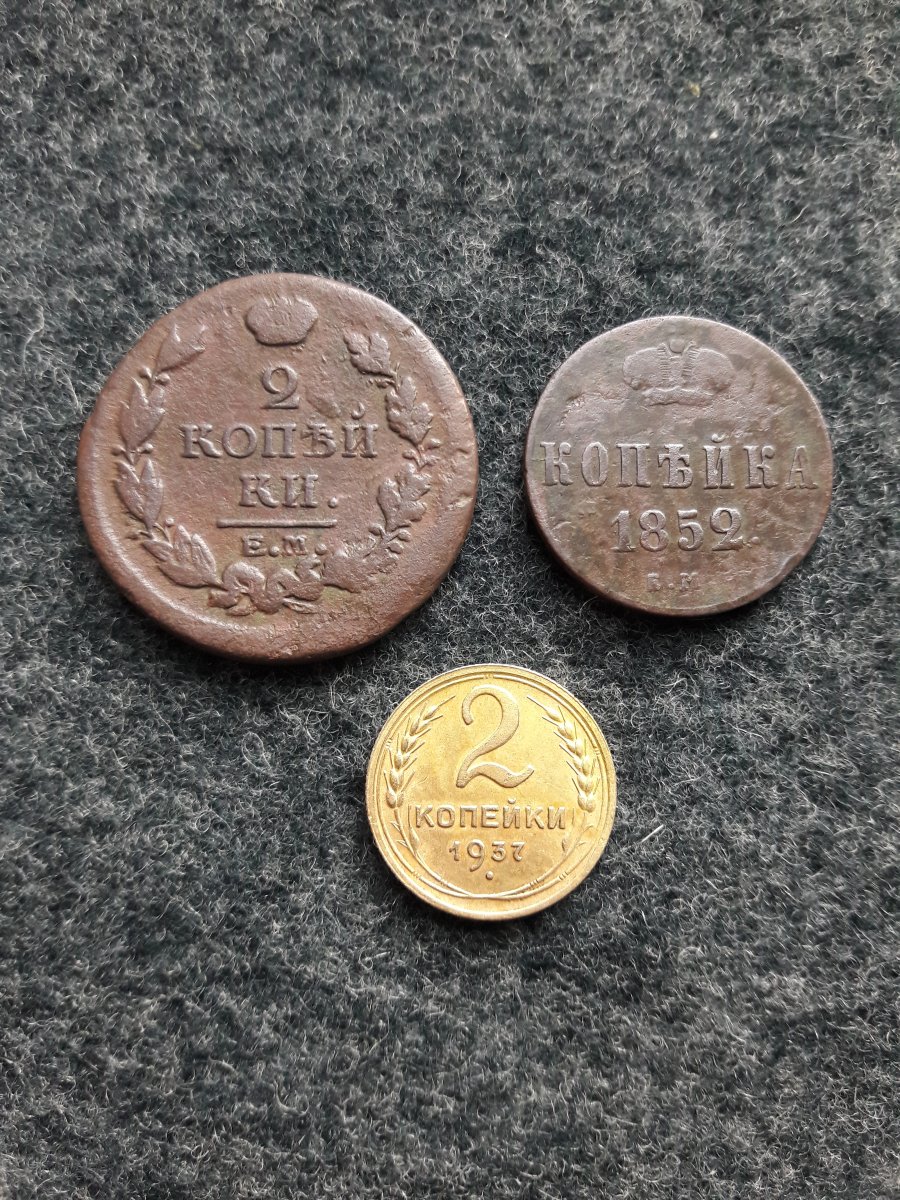 2
КОПѢЙ
КИ.
Е.М.
КОПѢЙКА
1852.
Е.М
2
КОПЕЙКИ
1937